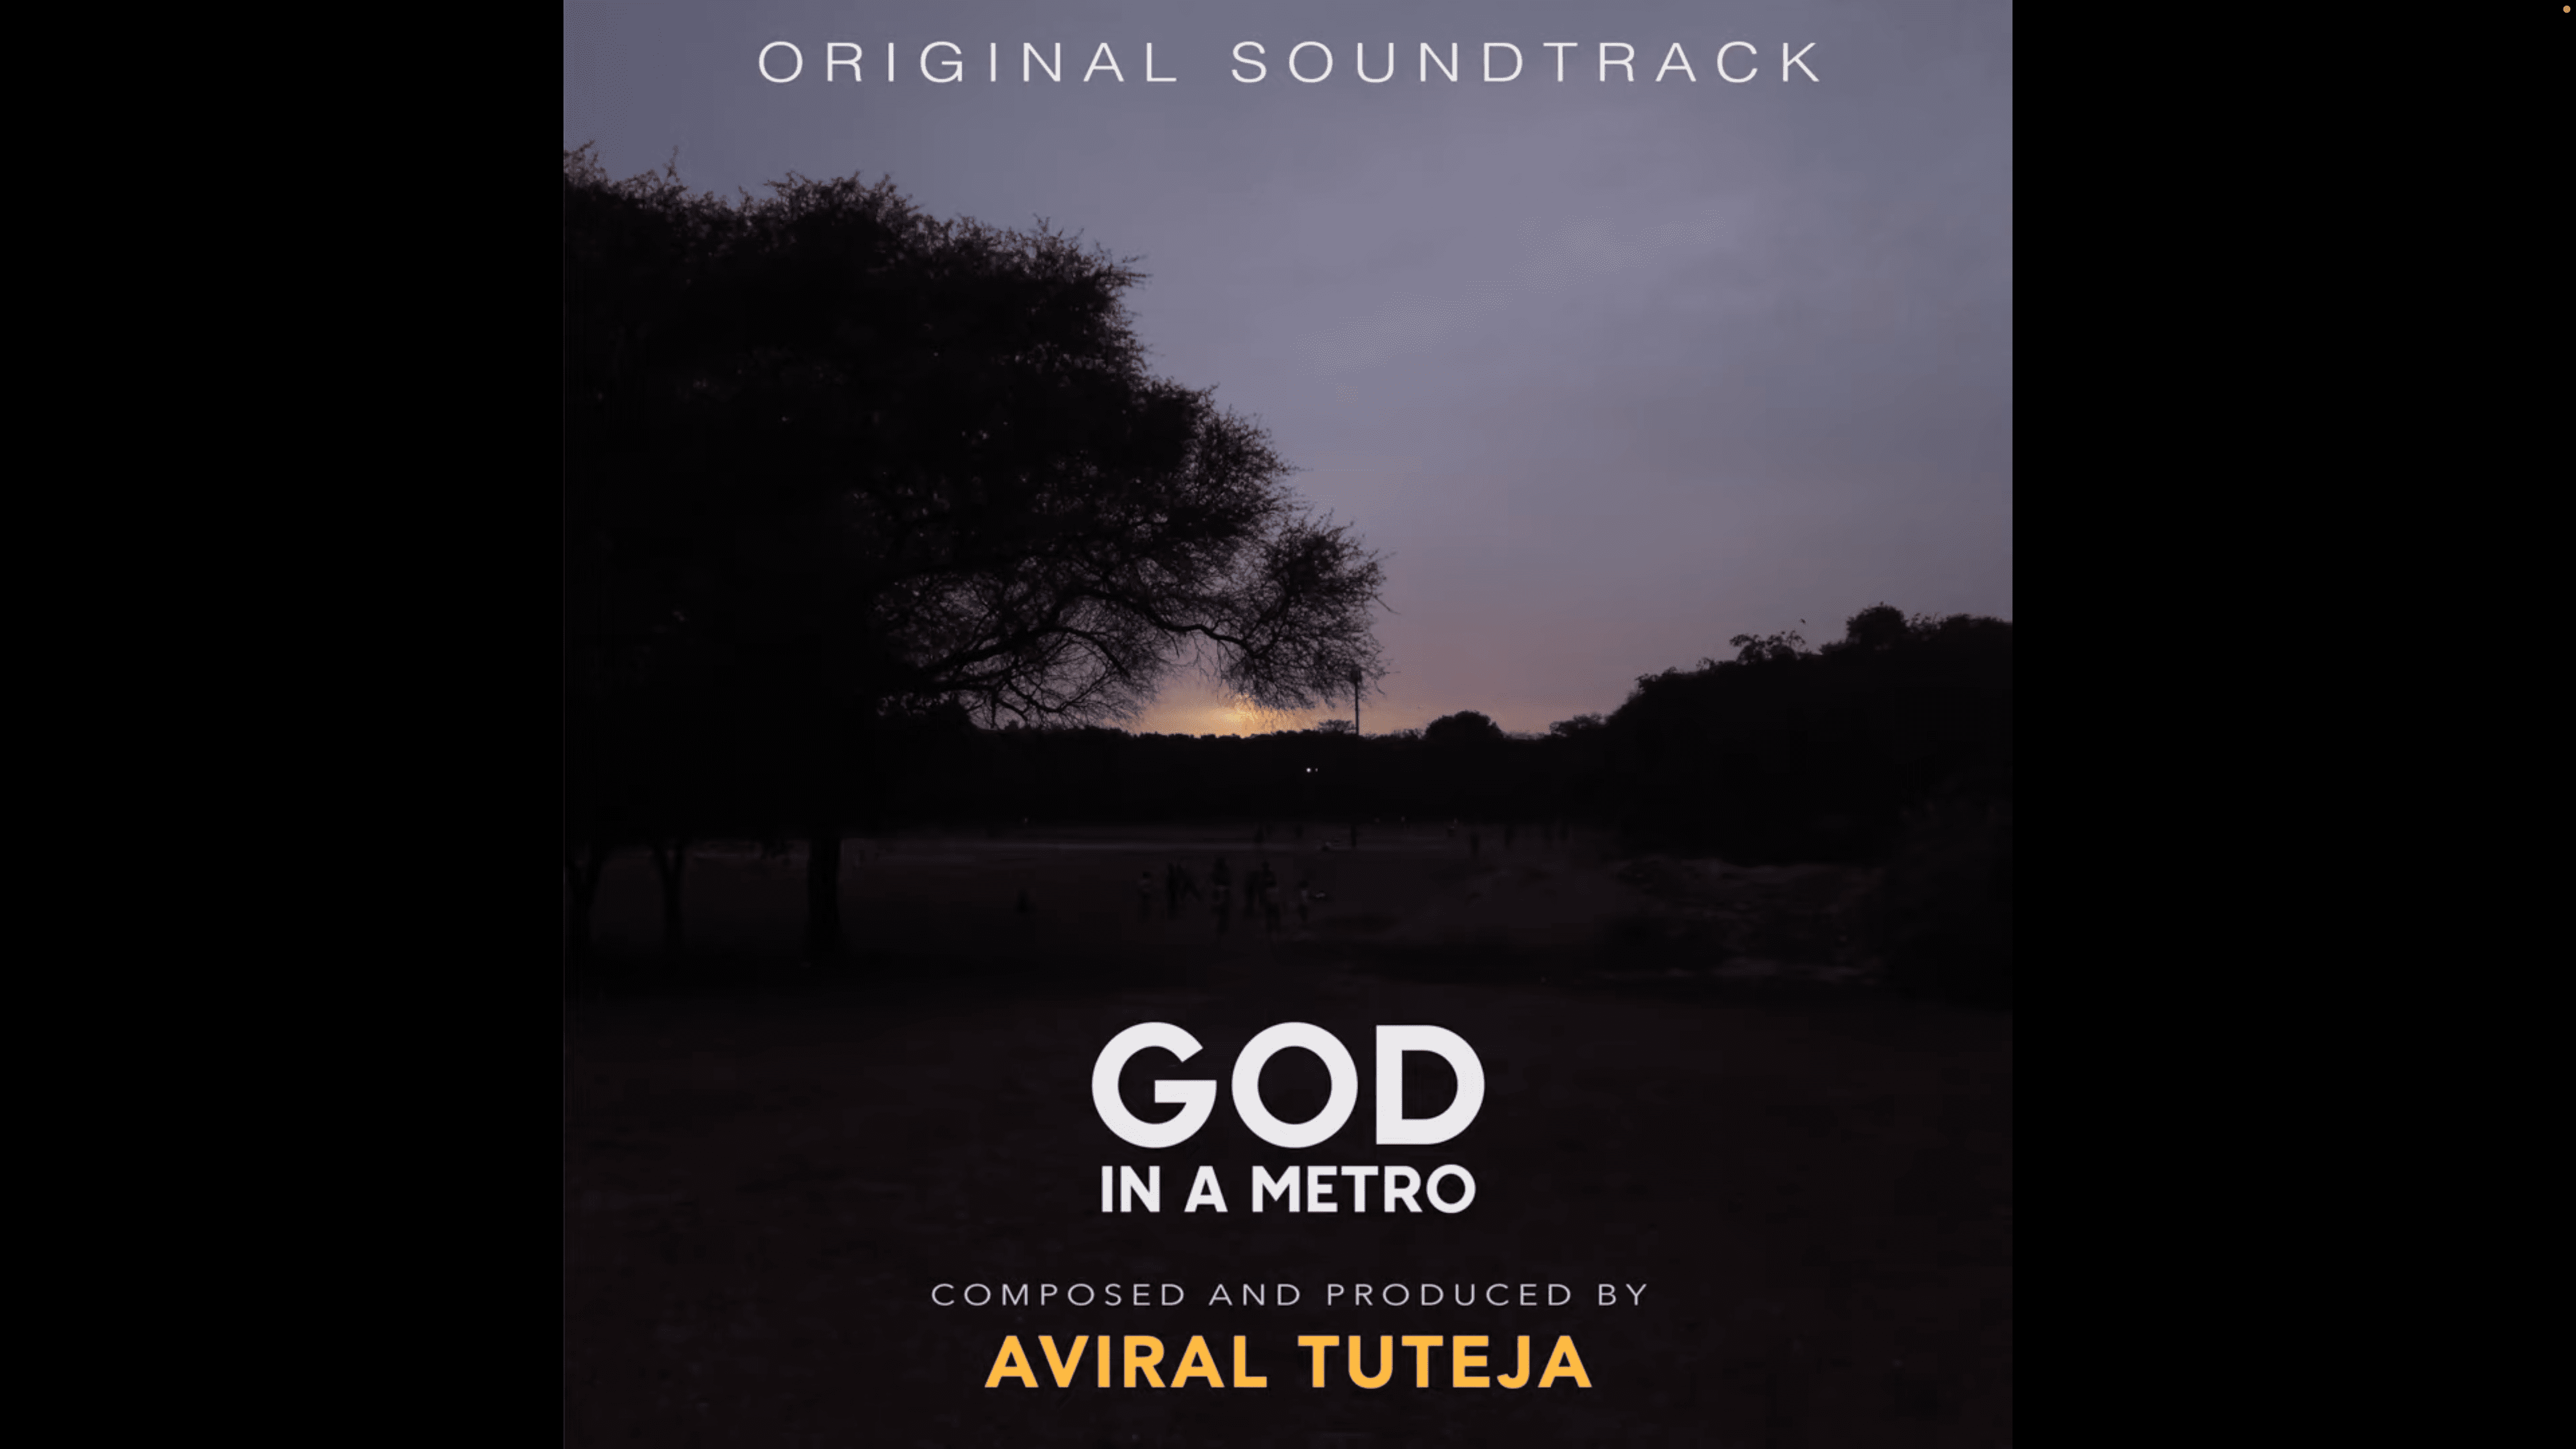 ORIGINAL SOUNDTRACK
GOD
IN A METRO
COMPOSED AND PRODUCED BY
AVIRAL TUTEJA